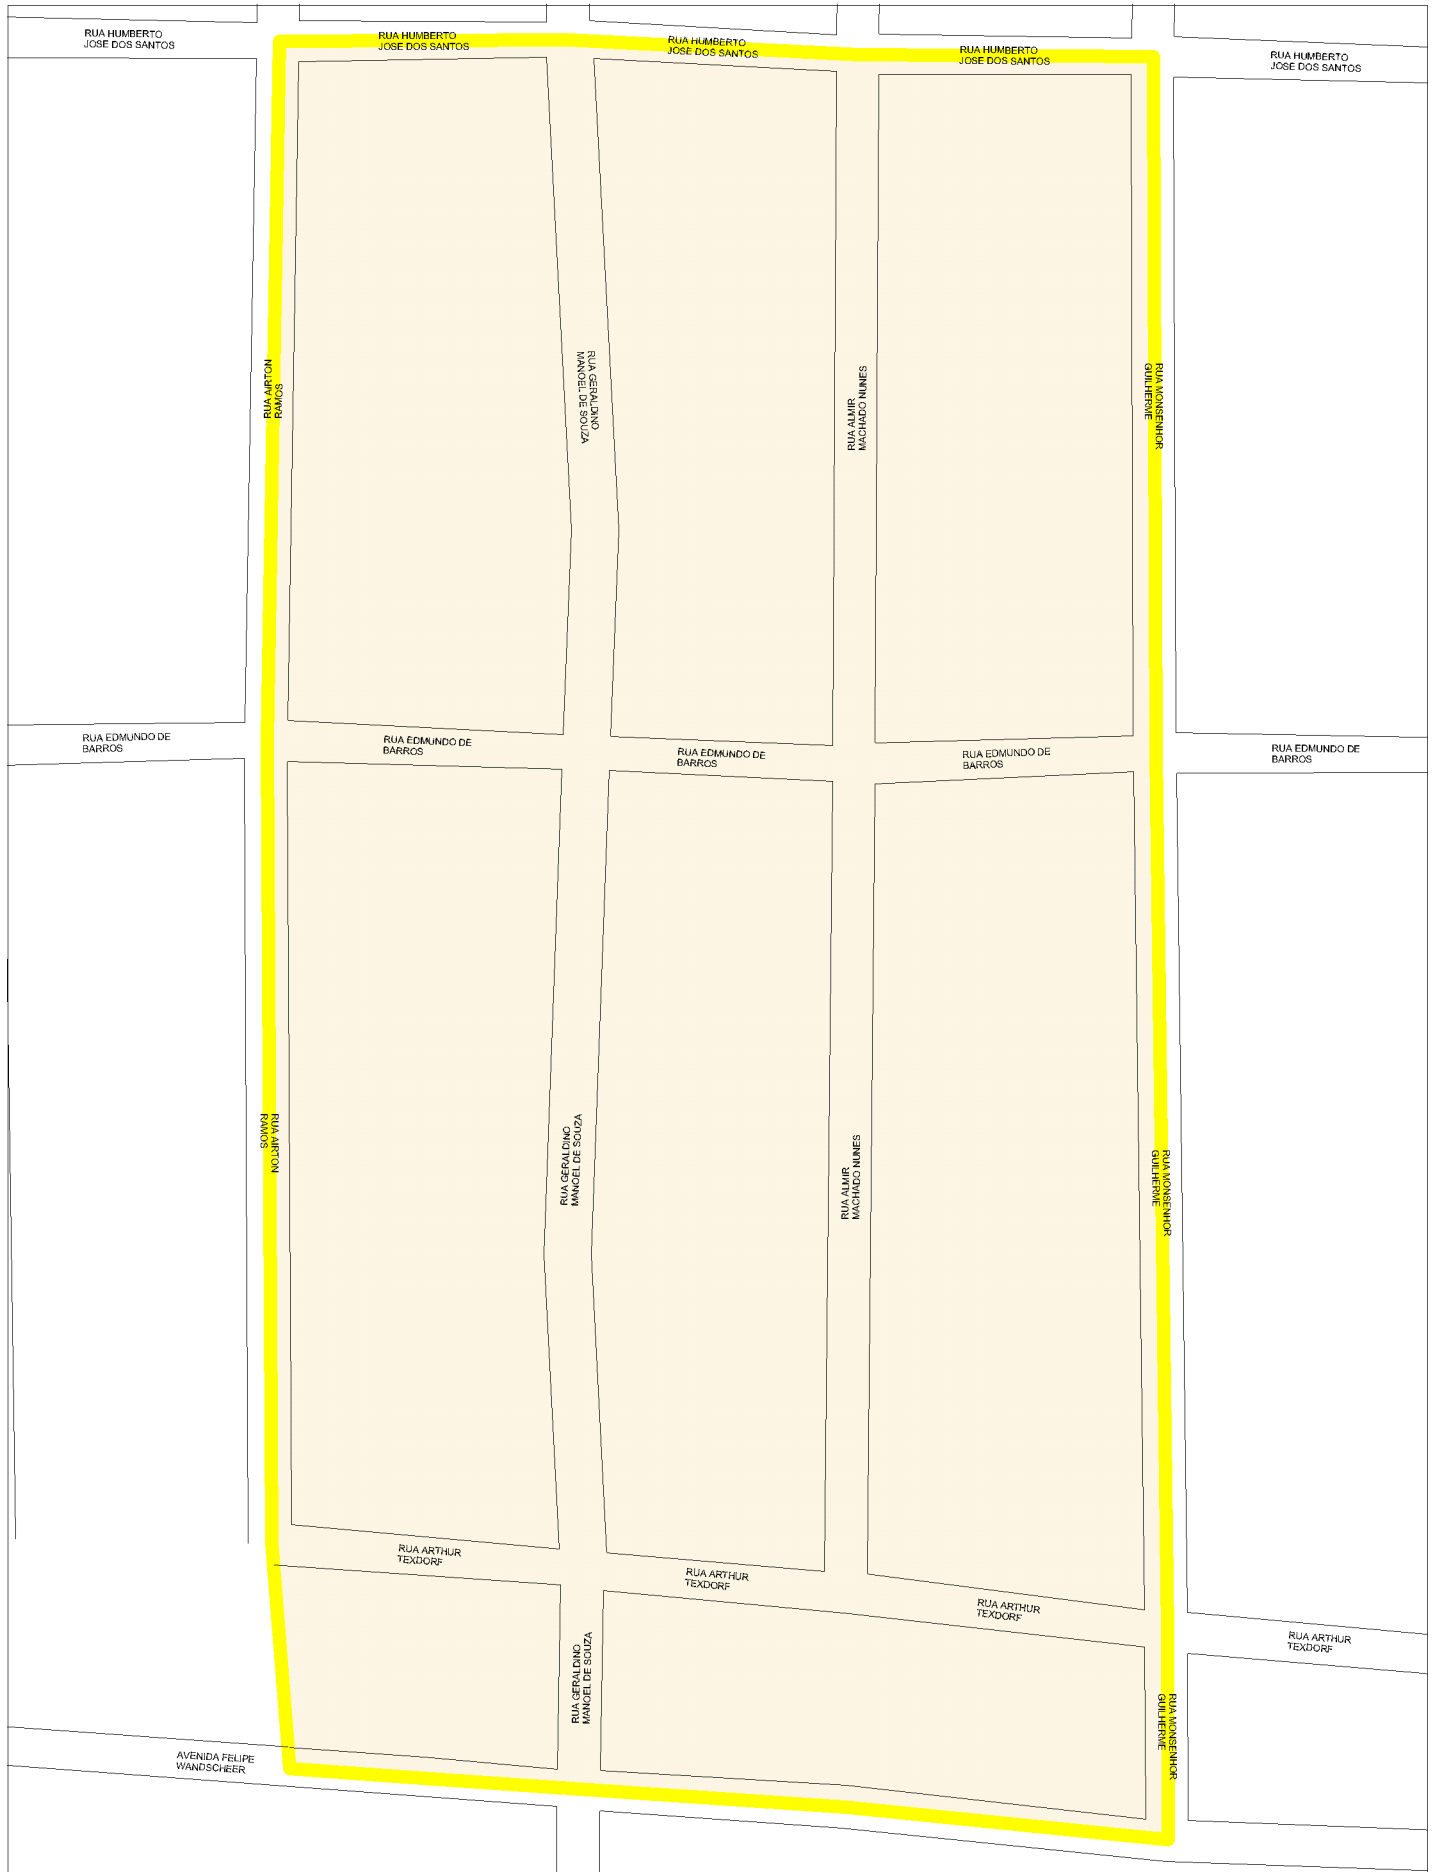 RUA HUMBERTO
JOSE DOS SANTOS
RUA HUMBERTO
JOSE DOS SANTOS
RUA HUMBERTO
JOSE DOS SANTOS
RUA HUMBERTO
JOSE DOS SANTOS
RUA HUMBERTO
JOSE DOS SANTOS
RUA AIRTON
RAMOS
RUA GERALDINO
MANOEL DE SOUZA
RUA ALMIR
MACHADO NUNES
RUA MONSENHOR
GUILHERME
RUA EDMUNDO DE
BARROS
RUA EDMUNDO DE
BARROS
RUA EDMUNDO DE
BARROS
RUA EDMUNDO DE
BARROS
RUA EDMUNDO DE
BARROS
RUA AIRTON
RAMOS
RUA GERALDINO
MANOEL DE SOUZA
RUA ALMIR
MACHADO NUNES
RUA MONSENHOR
GUILHERME
RUA ARTHUR
TEXDORF
RUA ARTHUR
TEXDORF
RUA ARTHUR
TEXDORF
RUA ARTHUR
TEXDORF
RUA GERALDINO
MANOEL DE SOUZA
RUA MONSENHOR
GUILHERME
AVENIDA FELIPE
WANDSCHEER